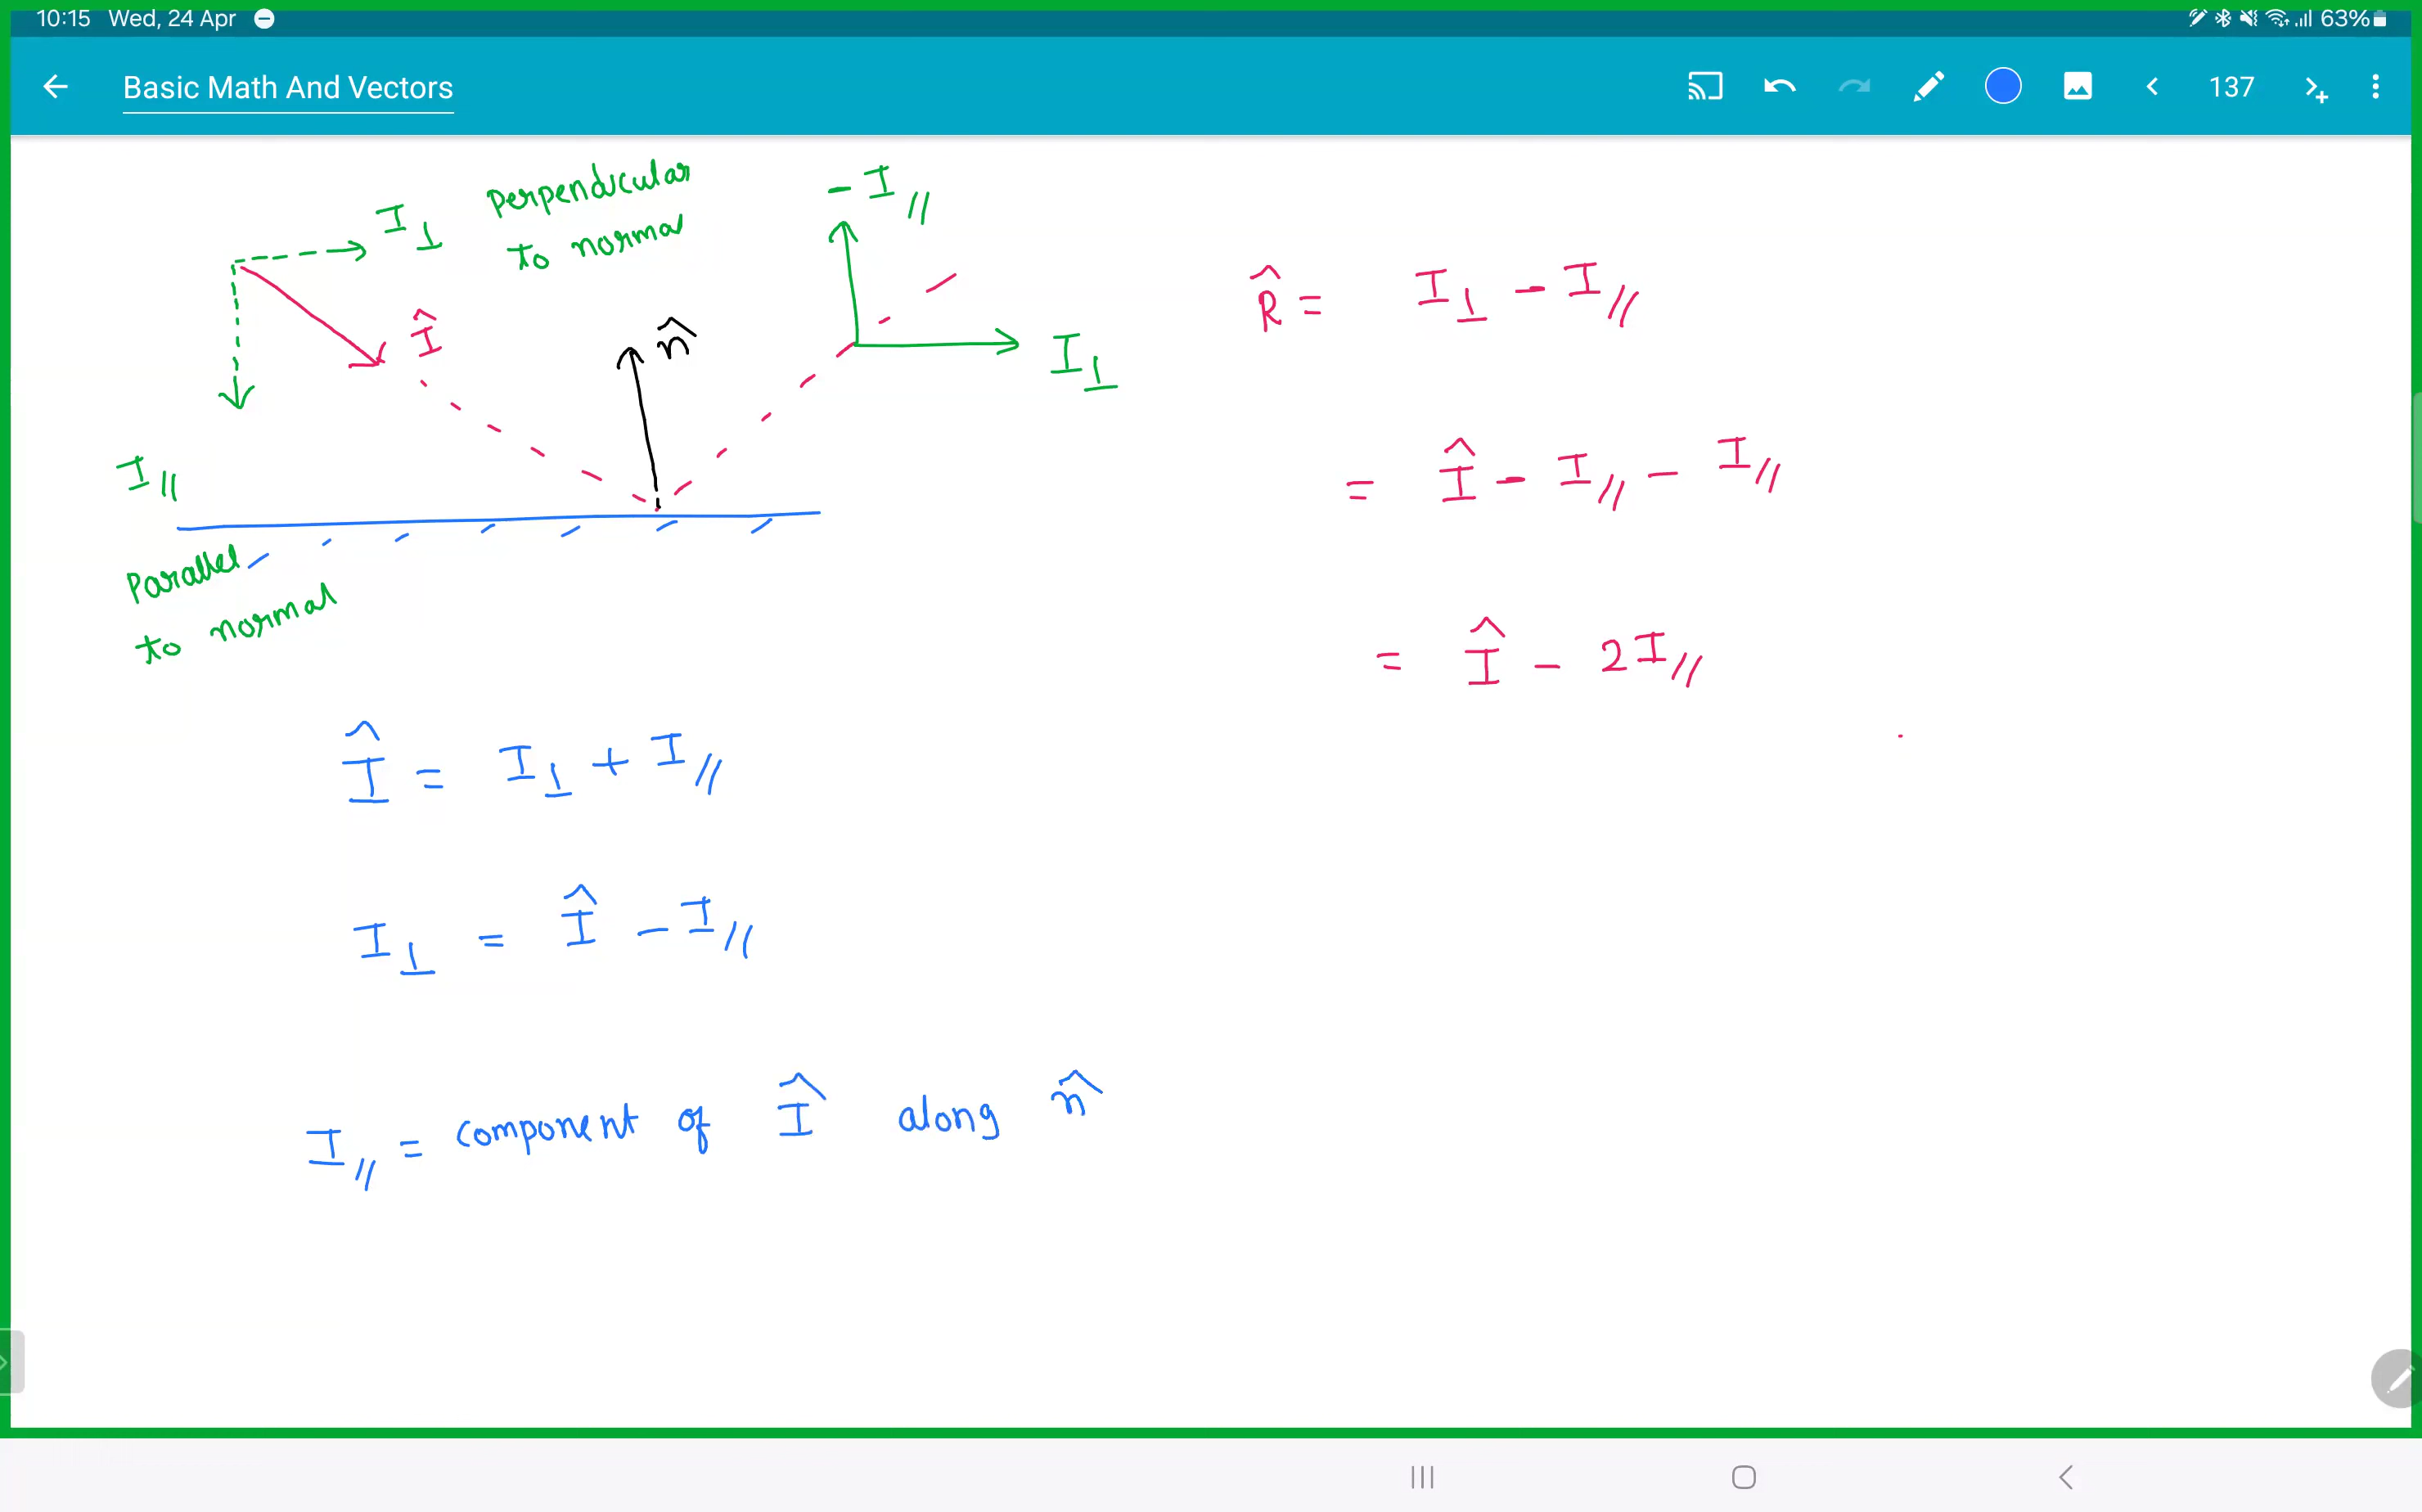 10:15 Wed, 24 Apr 63%
Basic Math And Vectors 137
I⊥ perpendicular
to normal
Î
n̂
I||
Parallel
to normal
-I//
I⊥
Î = I⊥ + I//
I⊥ = Î - I//
I// = component of Î along n̂
R̂ = I⊥ - I//
= Î - I// - I//
= Î - 2I//